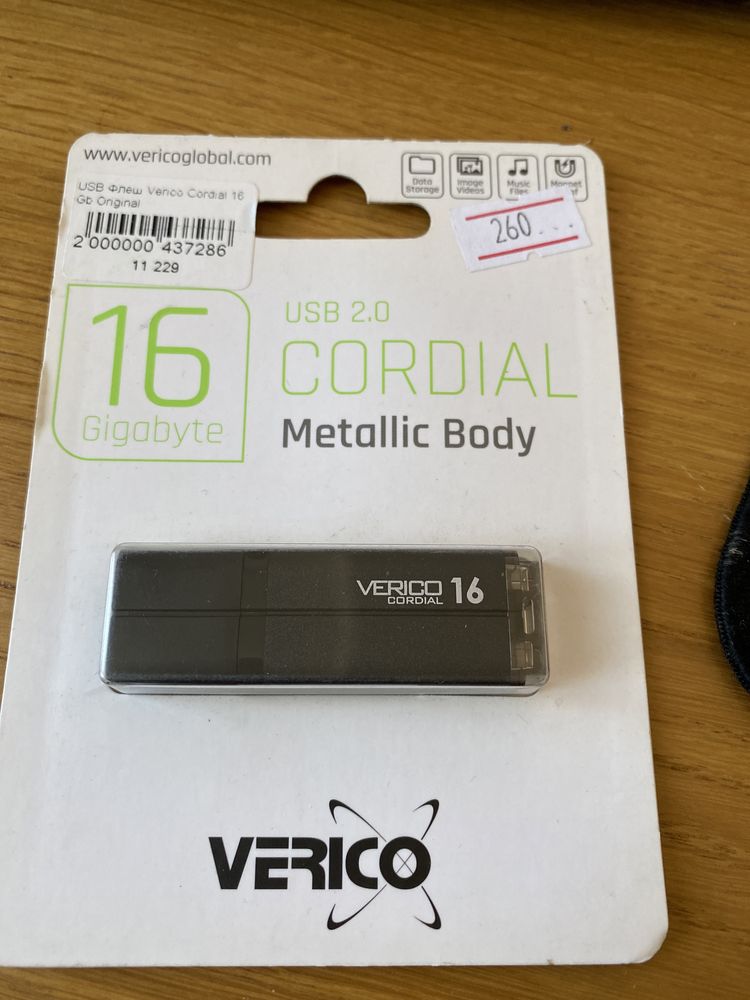 www.vericoglobal.com
Data
Storage
Image
Videos
Music
Files
USB Флеш Verico Cordial 16
Gb Original
2 000000 437286
11 229
260
16
Gigabyte
USB 2.0
CORDIAL
Metallic Body
VERICO 16
CORDIAL
VERICO